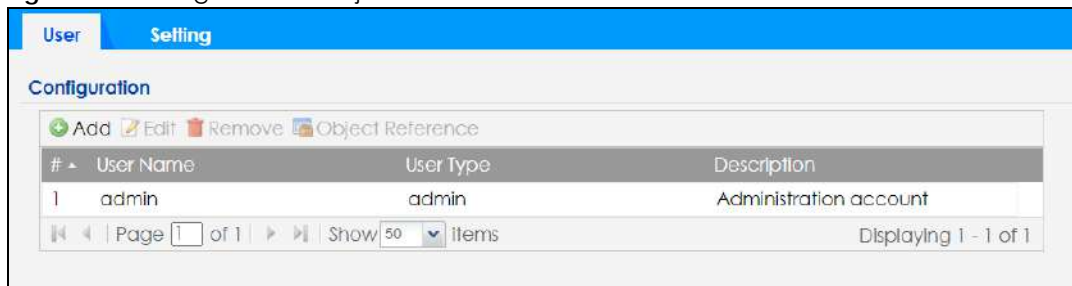 User Setting
Configuration
Add Edit Remove Object Reference
# User Name User Type Description
1 admin admin Administration account
Page 1 of 1 Show 50 items Displaying 1 - 1 of 1